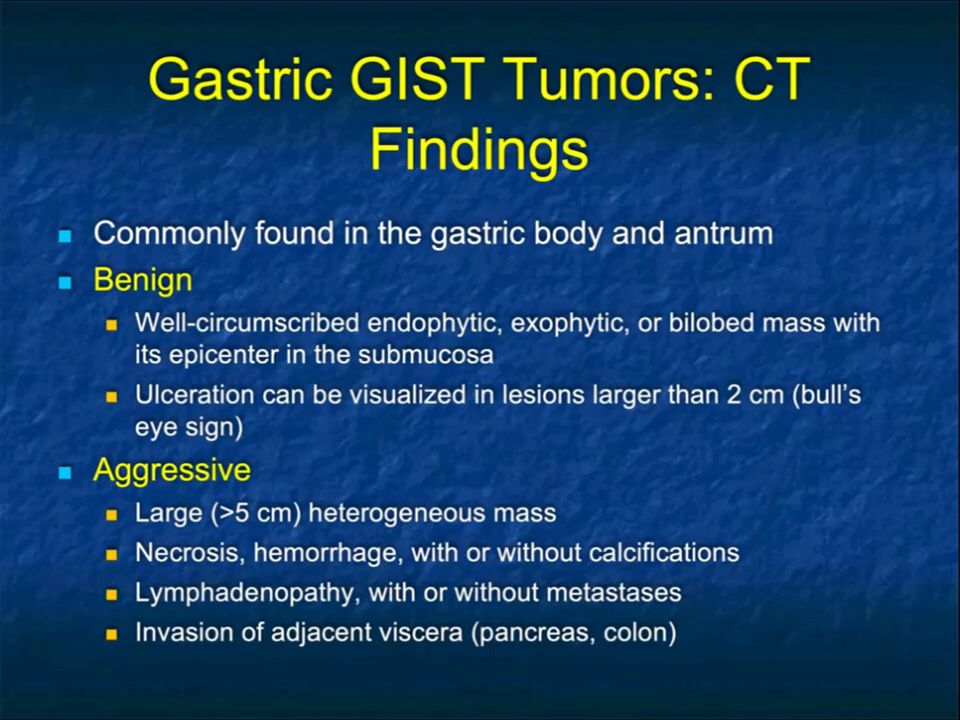 Gastric GIST Tumors: CT
Findings
Commonly found in the gastric body and antrum
Benign
Well-circumscribed endophytic, exophytic, or bilobed mass with
its epicenter in the submucosa
Ulceration can be visualized in lesions larger than 2 cm (bull’s
eye sign)
Aggressive
Large (>5 cm) heterogeneous mass
Necrosis, hemorrhage, with or without calcifications
Lymphadenopathy, with or without metastases
Invasion of adjacent viscera (pancreas, colon)